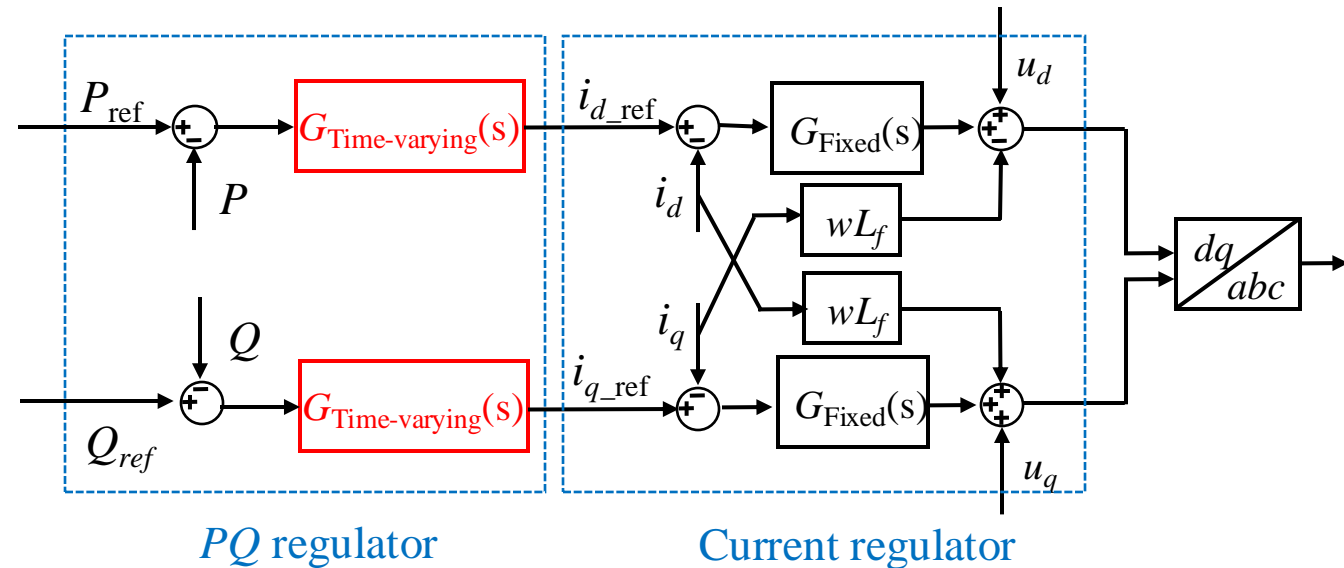 u_d
P_ref
G_Time-varying(s)
i_d_ref
G_Fixed(s)
P
i_d
wL_f
dq
abc
Q
i_q
wL_f
Q_ref
G_Time-varying(s)
i_q_ref
G_Fixed(s)
u_q
PQ regulator
Current regulator